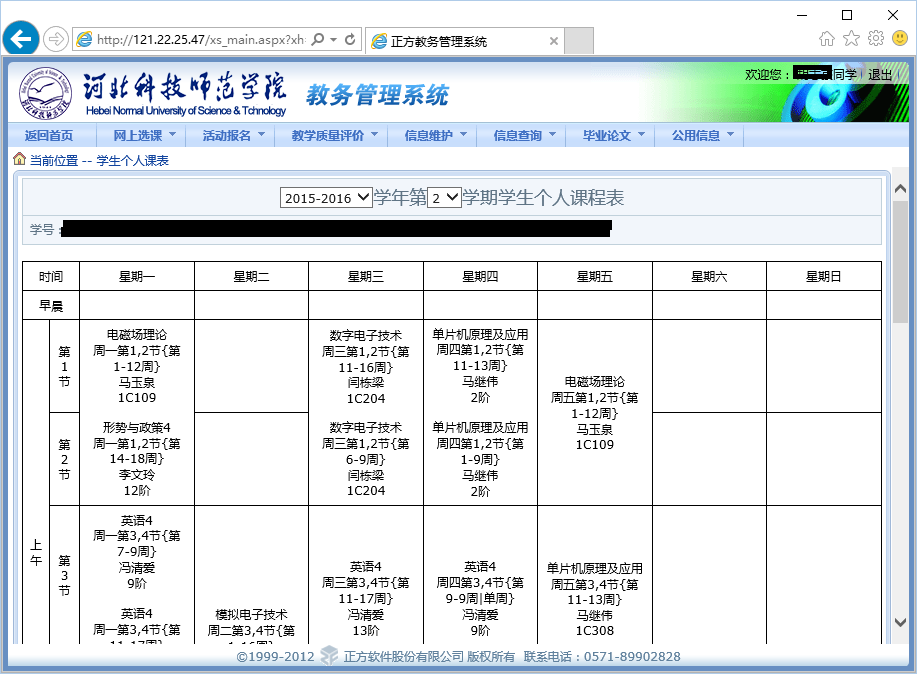 http://121.22.25.47/xs_main.aspx?xh
正方教务管理系统
河北科技师范学院
Hebei Normal University of Science & Tchnology
教务管理系统
欢迎您：
同学 退出
返回首页 网上选课 活动报名 教学质量评价 信息维护 信息查询 毕业论文 公用信息
当前位置 -- 学生个人课表
2015-2016 学年第 2 学期学生个人课程表
学号：
时间 星期一 星期二 星期三 星期四 星期五 星期六 星期日
早晨
上午
第1节
电磁场理论
周一第1,2节{第
1-12周}
马玉泉
1C109
数字电子技术
周三第1,2节{第
11-16周}
闫栋梁
1C204
单片机原理及应用
周四第1,2节{第
11-13周}
马继伟
2阶
电磁场理论
周五第1,2节{第
1-12周}
马玉泉
1C109
第2节
形势与政策4
周一第1,2节{第
14-18周}
李文玲
12阶
数字电子技术
周三第1,2节{第
6-9周}
闫栋梁
1C204
单片机原理及应用
周四第1,2节{第
1-9周}
马继伟
2阶
第3节
英语4
周一第3,4节{第
7-9周}
冯清爱
9阶
英语4
周一第3,4节{第
模拟电子技术
周二第3,4节{第
英语4
周三第3,4节{第
11-17周}
冯清爱
13阶
英语4
周四第3,4节{第
9-9周|单周}
冯清爱
9阶
单片机原理及应用
周五第3,4节{第
11-13周}
马继伟
1C308
©1999-2012 正方软件股份有限公司 版权所有 联系电话：0571-89902828